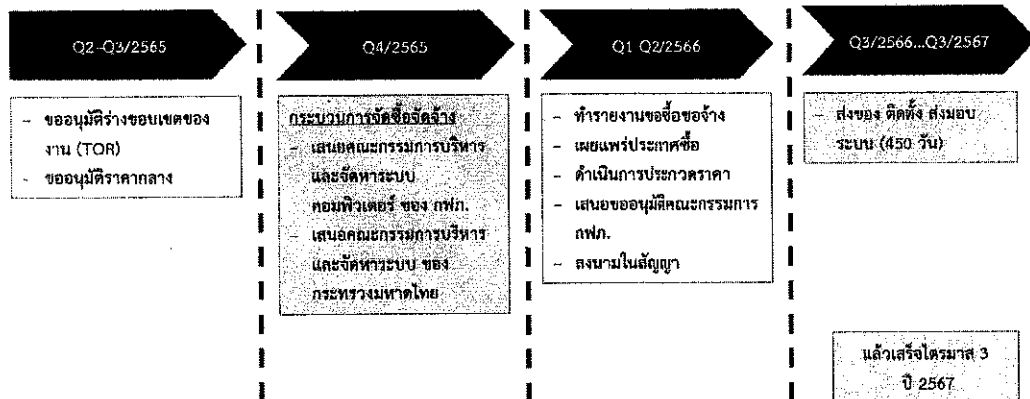 Q2-Q3/2565
Q4/2565
Q1 Q2/2566
Q3/2566...Q3/2567
- ขออนุมัติร่างขอบเขตของ
งาน (TOR)
- ขออนุมัติราคากลาง
กระบวนการจัดซื้อจัดจ้าง
- เสนอคณะกรรมการบริหาร
และจัดหาระบบ
คอมพิวเตอร์ ของ กฟภ.
- เสนอคณะกรรมการบริหาร
และจัดหาระบบ ของ
กระทรวงมหาดไทย
- ทำรายงานขอซื้อขอจ้าง
- เผยแพร่ประกาศซื้อ
- ดำเนินการประกวดราคา
- เสนอขออนุมัติคณะกรรมการ
กฟภ.
- ลงนามในสัญญา
- ส่งของ ติดตั้ง ส่งมอบ
ระบบ (450 วัน)
แล้วเสร็จไตรมาส 3
ปี 2567